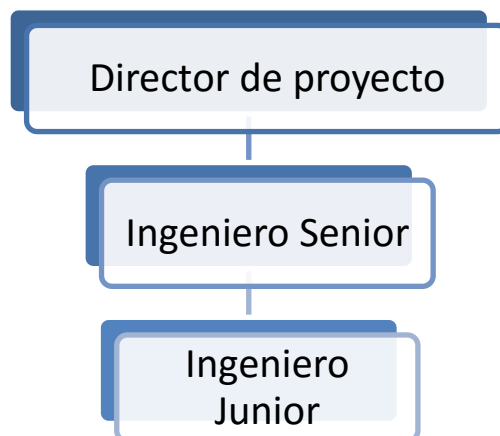 Director de proyecto
Ingeniero Senior
Ingeniero
Junior